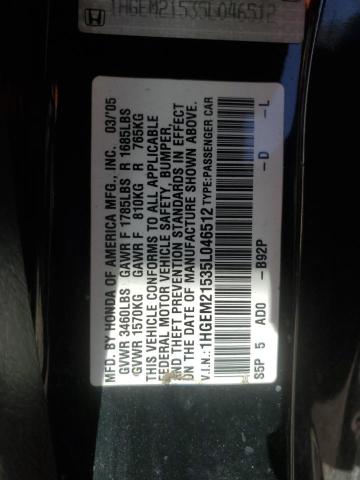 1HGEM21535L046512
MFD. BY HONDA OF AMERICA MFG., INC. 03/'05
GVWR 3460LBS GAWR F 1785LBS R 1685LBS
GVWR 1570KG GAWR F 810KG R 765KG
THIS VEHICLE CONFORMS TO ALL APPLICABLE
FEDERAL MOTOR VEHICLE SAFETY, BUMPER,
AND THEFT PREVENTION STANDARDS IN EFFECT
ON THE DATE OF MANUFACTURE SHOWN ABOVE.
V.I.N.: 1HGEM21535L046512 TYPE: PASSENGER CAR
S5P 5 AD0 -B92P -D -L